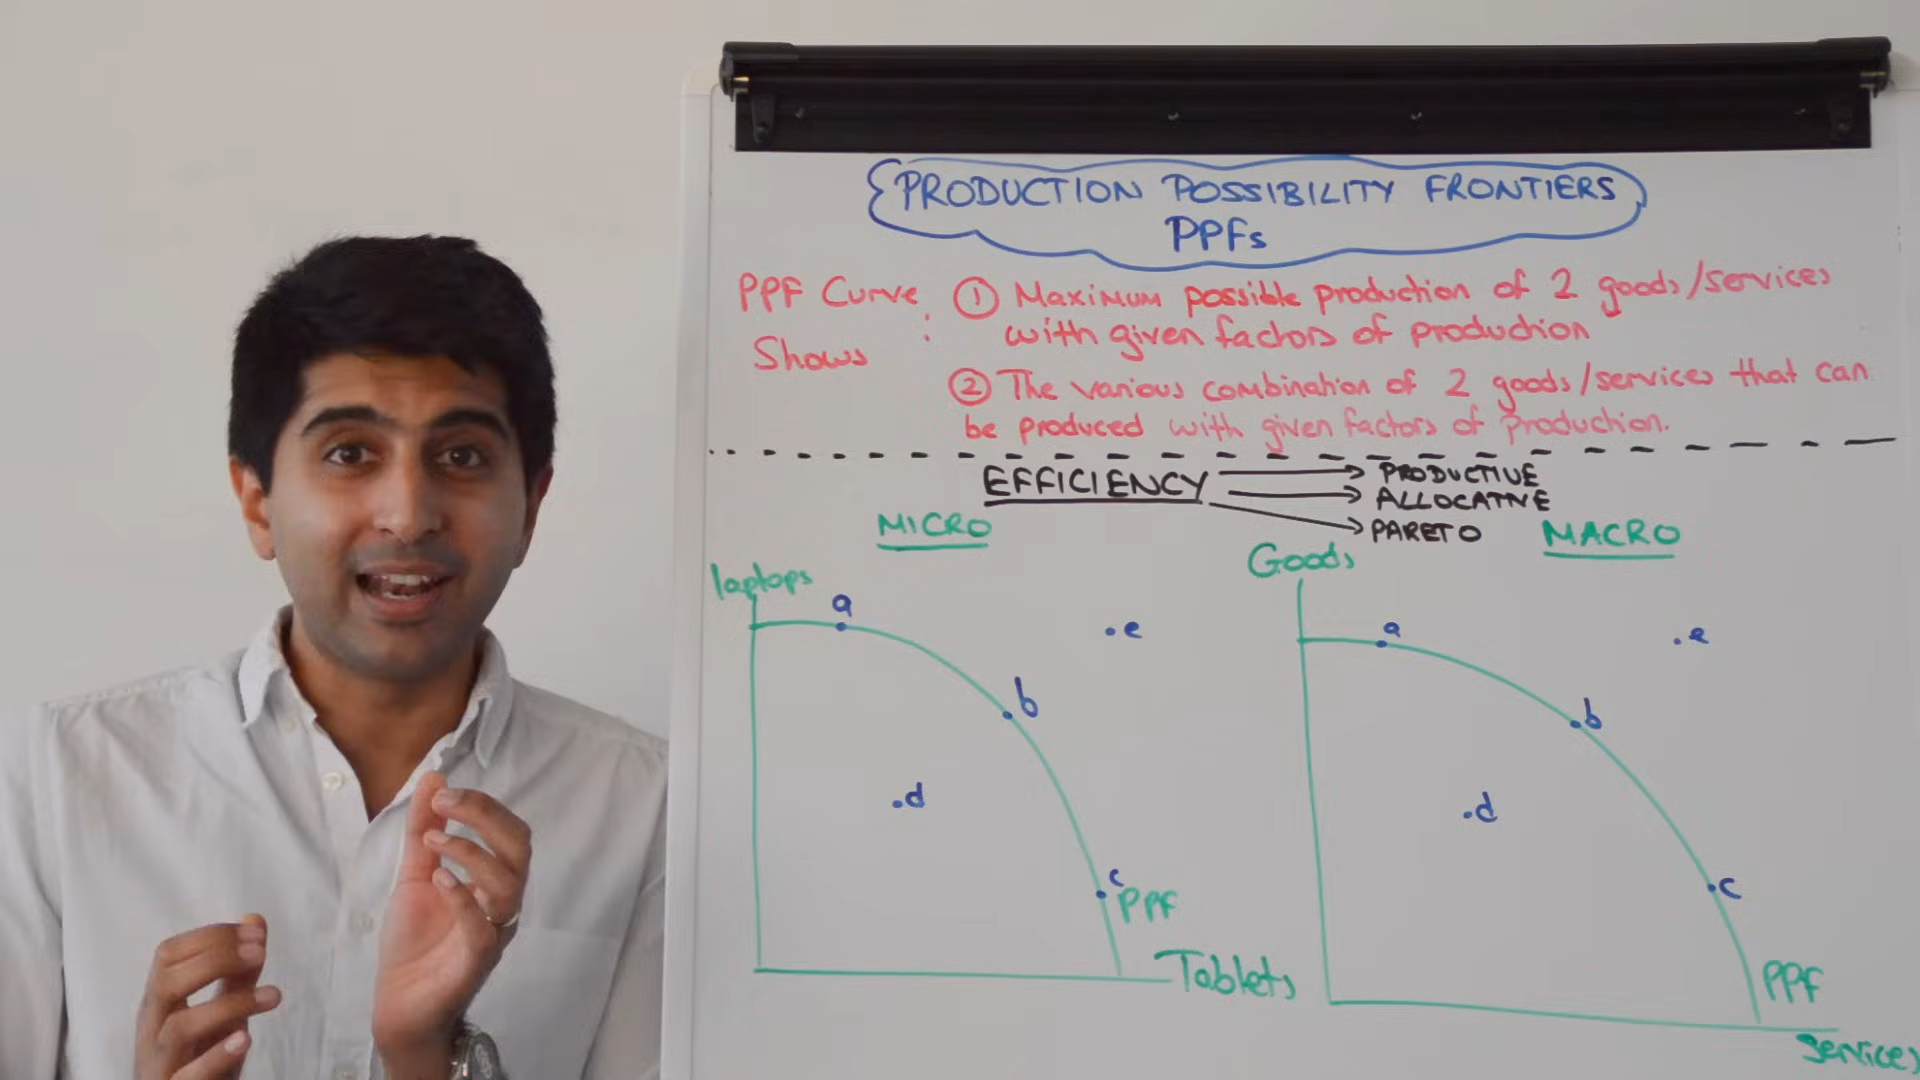 PRODUCTION POSSIBILITY FRONTIERS
PPFs
PPF Curve : ① Maximum possible production of 2 goods/services
with given factors of production
Shows
② The various combination of 2 goods/services that can
be produced with given factors of production.
EFFICIENCY
PRODUCTIVE
ALLOCATIVE
PARETO
MICRO
MACRO
laptops
a
e
b
d
c
PPF
Tablets
Goods
a
e
b
d
c
PPF
Services